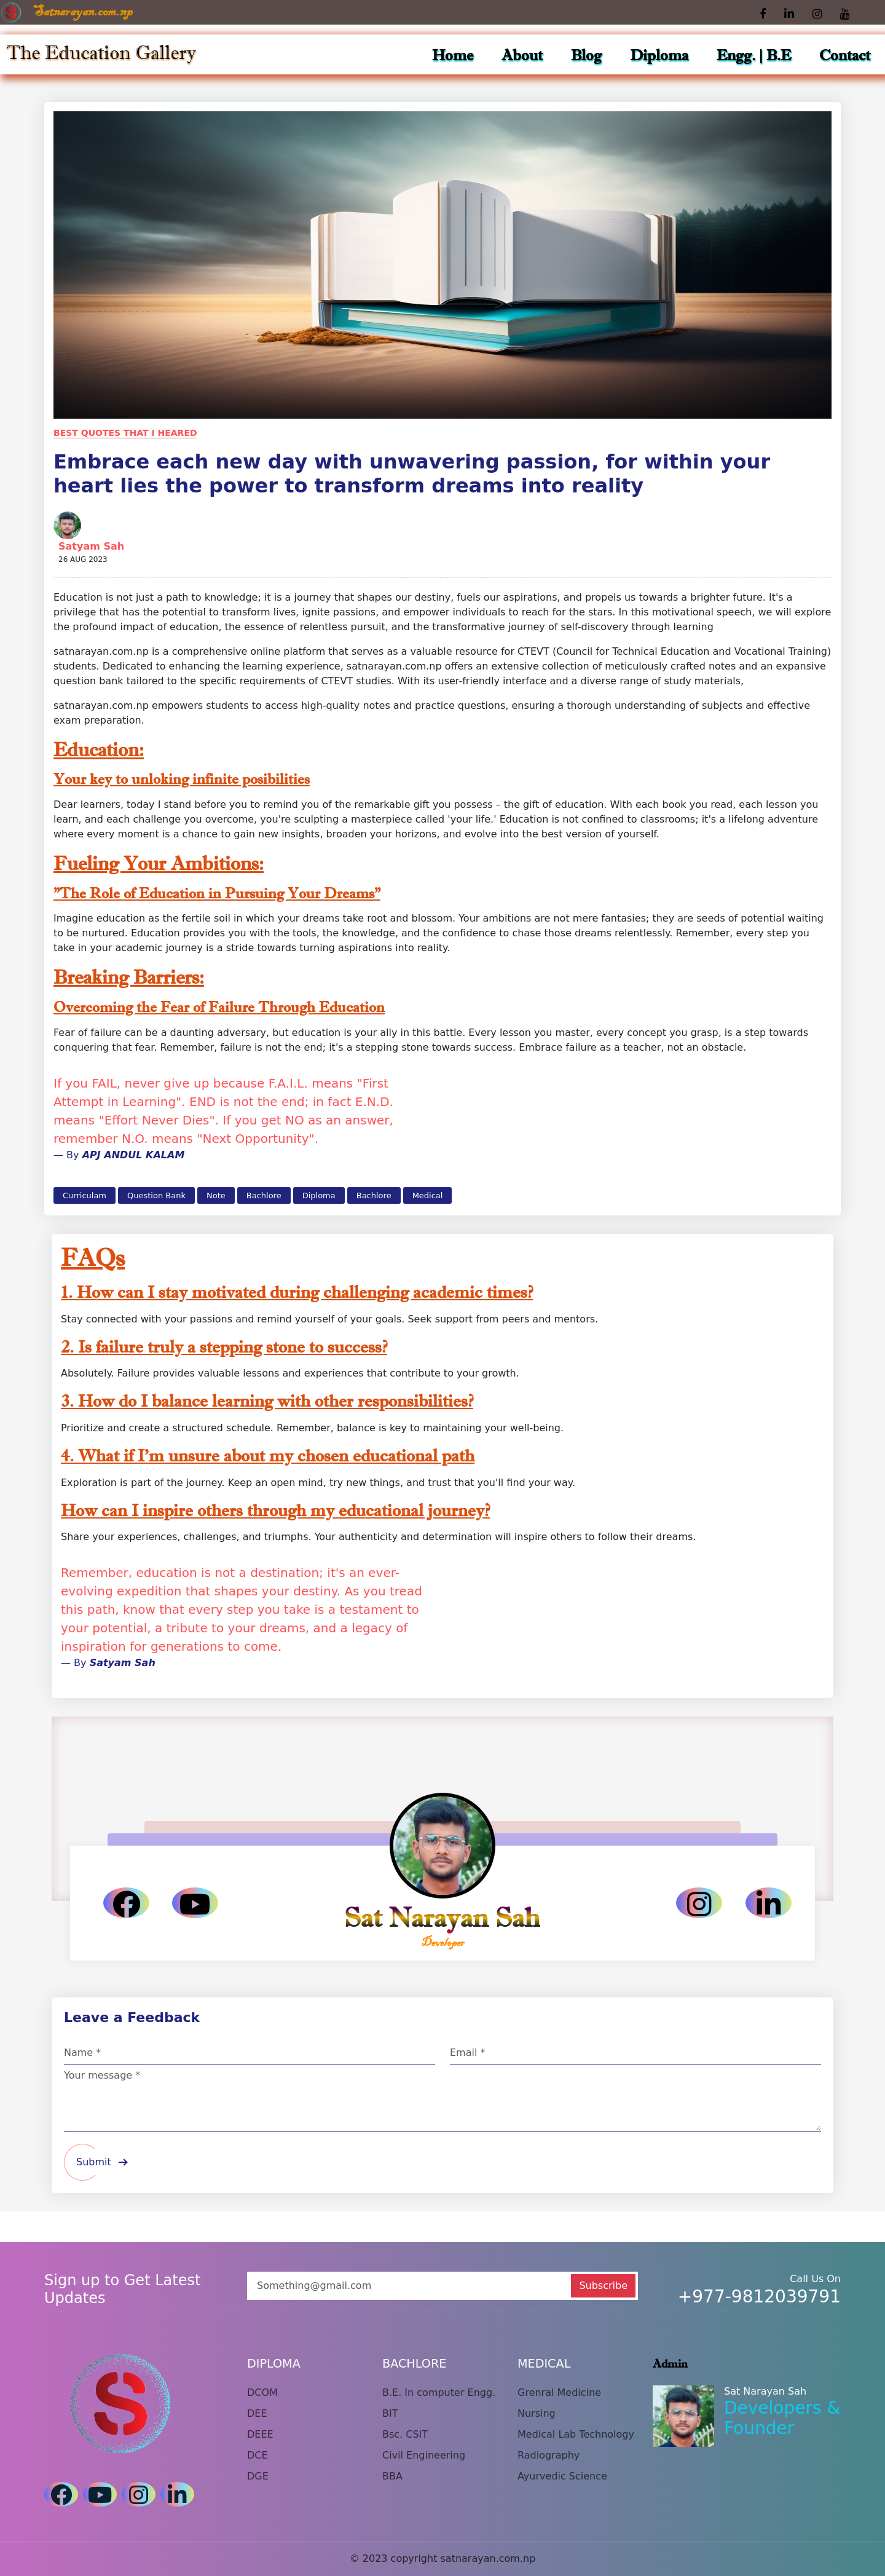 Satnarayan.com.np
The Education Gallery
Home About Blog Diploma Engg. | B.E Contact
BEST QUOTES THAT I HEARED
Embrace each new day with unwavering passion, for within your
heart lies the power to transform dreams into reality
Satyam Sah
26 AUG 2023
Education is not just a path to knowledge; it is a journey that shapes our destiny, fuels our aspirations, and propels us towards a brighter future. It's a
privilege that has the potential to transform lives, ignite passions, and empower individuals to reach for the stars. In this motivational speech, we will explore
the profound impact of education, the essence of relentless pursuit, and the transformative journey of self-discovery through learning
satnarayan.com.np is a comprehensive online platform that serves as a valuable resource for CTEVT (Council for Technical Education and Vocational Training)
students. Dedicated to enhancing the learning experience, satnarayan.com.np offers an extensive collection of meticulously crafted notes and an expansive
question bank tailored to the specific requirements of CTEVT studies. With its user-friendly interface and a diverse range of study materials,
satnarayan.com.np empowers students to access high-quality notes and practice questions, ensuring a thorough understanding of subjects and effective
exam preparation.
Education:
Your key to unloking infinite posibilities
Dear learners, today I stand before you to remind you of the remarkable gift you possess – the gift of education. With each book you read, each lesson you
learn, and each challenge you overcome, you're sculpting a masterpiece called 'your life.' Education is not confined to classrooms; it's a lifelong adventure
where every moment is a chance to gain new insights, broaden your horizons, and evolve into the best version of yourself.
Fueling Your Ambitions:
"The Role of Education in Pursuing Your Dreams"
Imagine education as the fertile soil in which your dreams take root and blossom. Your ambitions are not mere fantasies; they are seeds of potential waiting
to be nurtured. Education provides you with the tools, the knowledge, and the confidence to chase those dreams relentlessly. Remember, every step you
take in your academic journey is a stride towards turning aspirations into reality.
Breaking Barriers:
Overcoming the Fear of Failure Through Education
Fear of failure can be a daunting adversary, but education is your ally in this battle. Every lesson you master, every concept you grasp, is a step towards
conquering that fear. Remember, failure is not the end; it's a stepping stone towards success. Embrace failure as a teacher, not an obstacle.
If you FAIL, never give up because F.A.I.L. means "First
Attempt in Learning". END is not the end; in fact E.N.D.
means "Effort Never Dies". If you get NO as an answer,
remember N.O. means "Next Opportunity".
— By APJ ANDUL KALAM
Curriculam Question Bank Note Bachlore Diploma Bachlore Medical
FAQs
1. How can I stay motivated during challenging academic times?
Stay connected with your passions and remind yourself of your goals. Seek support from peers and mentors.
2. Is failure truly a stepping stone to success?
Absolutely. Failure provides valuable lessons and experiences that contribute to your growth.
3. How do I balance learning with other responsibilities?
Prioritize and create a structured schedule. Remember, balance is key to maintaining your well-being.
4. What if I'm unsure about my chosen educational path
Exploration is part of the journey. Keep an open mind, try new things, and trust that you'll find your way.
How can I inspire others through my educational journey?
Share your experiences, challenges, and triumphs. Your authenticity and determination will inspire others to follow their dreams.
Remember, education is not a destination; it's an ever-
evolving expedition that shapes your destiny. As you tread
this path, know that every step you take is a testament to
your potential, a tribute to your dreams, and a legacy of
inspiration for generations to come.
— By Satyam Sah
Sat Narayan Sah
Developer
Leave a Feedback
Name * Email *
Your message *
Submit
Sign up to Get Latest
Updates
Something@gmail.com Subscribe
Call Us On
+977-9812039791
S
DIPLOMA
DCOM
DEE
DEEE
DCE
DGE
BACHLORE
B.E. In computer Engg.
BIT
Bsc. CSIT
Civil Engineering
BBA
MEDICAL
Grenral Medicine
Nursing
Medical Lab Technology
Radiography
Ayurvedic Science
Admin
Sat Narayan Sah
Developers &
Founder
© 2023 copyright satnarayan.com.np